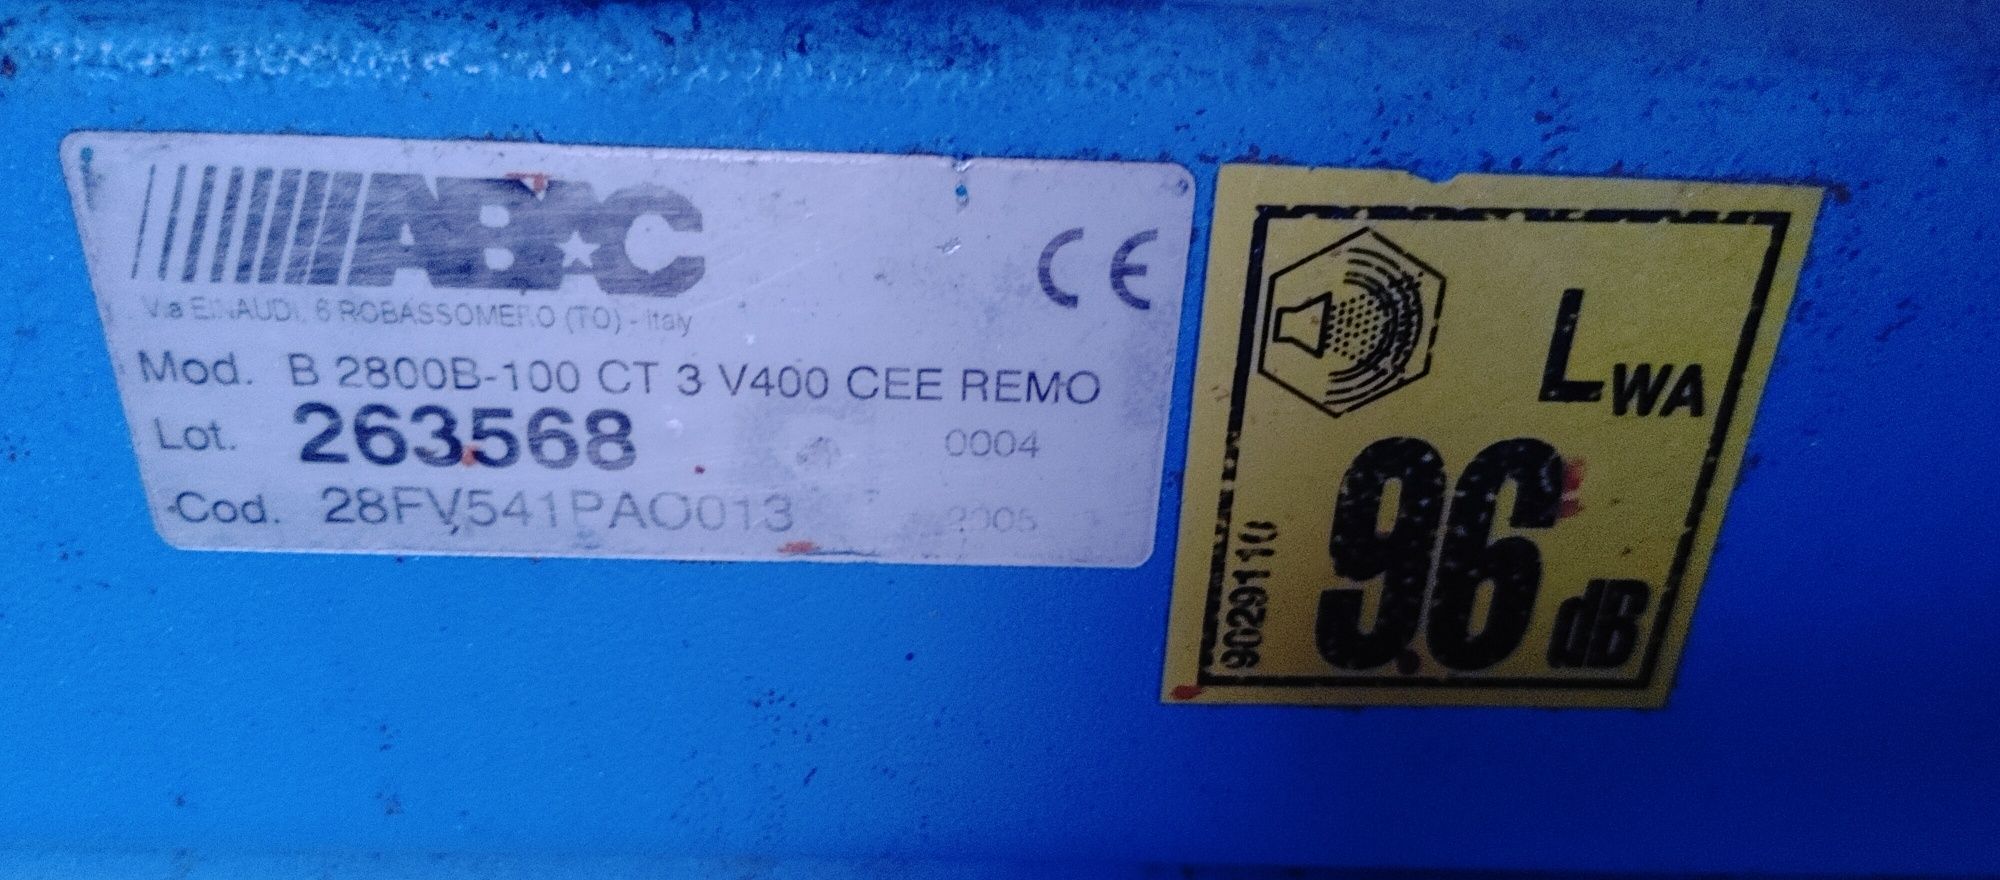 ABAC
Via EINAUDI, 6 ROBASSOMERO (TO) - Italy
CE
Mod. B 2800B-100 CT 3 V400 CEE REMO
Lot. 263568 0004
Cod. 28FV541PAO013 2005
LWA
96 dB
9029110